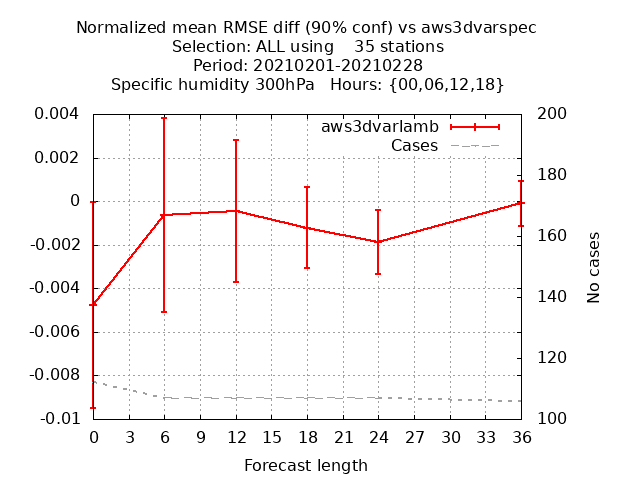 Normalized mean RMSE diff (90% conf) vs aws3dvarspec
Selection: ALL using    35 stations
Period: 20210201-20210228
Specific humidity 300hPa   Hours: {00,06,12,18}
0.004
0.002
0
-0.002
-0.004
-0.006
-0.008
-0.01
200
180
160
140
120
100
aws3dvarlamb
Cases
No cases
0 3 6 9 12 15 18 21 24 27 30 33 36
Forecast length